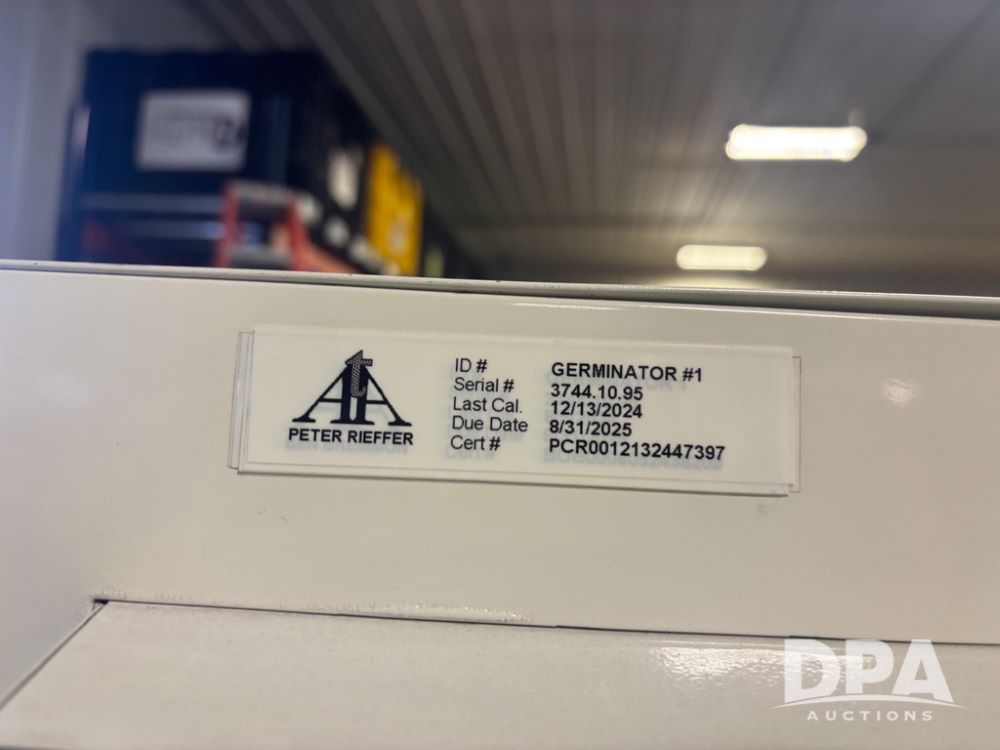 AtA
PETER RIEFFER
ID # GERMINATOR #1
Serial # 3744.10.95
Last Cal. 12/13/2024
Due Date 8/31/2025
Cert # PCR0012132447397
DPA
AUCTIONS